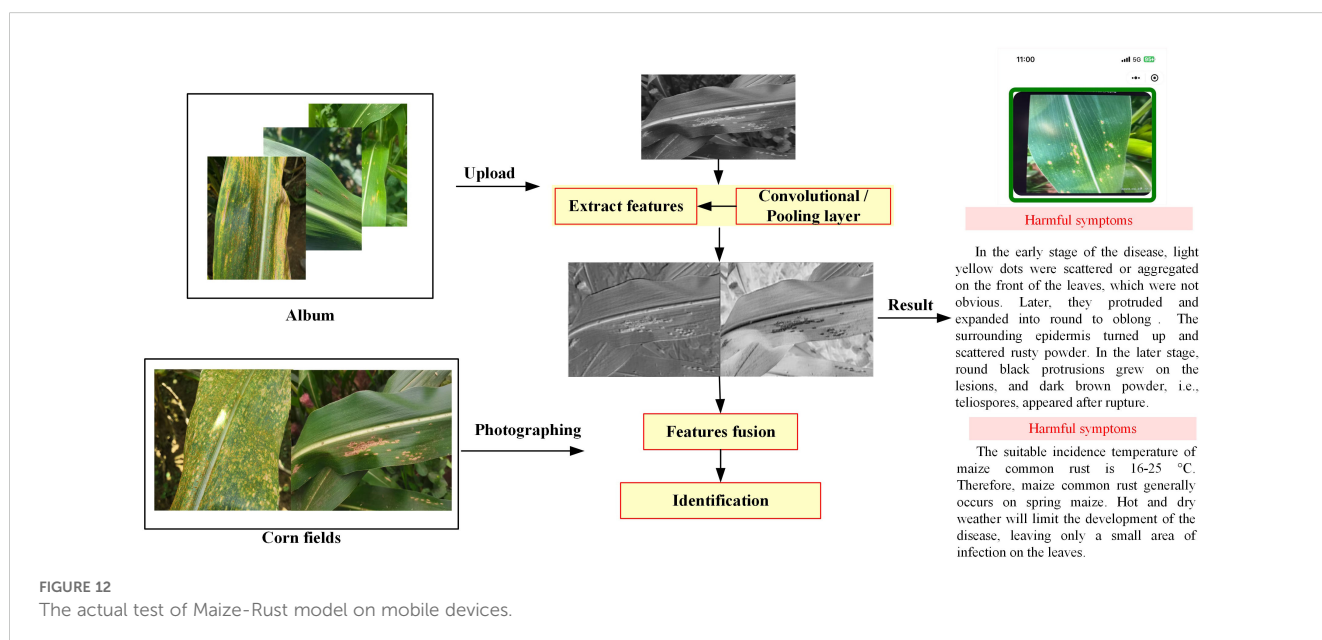 Album
Upload
Corn fields
Photographing
Extract features
Convolutional /
Pooling layer
Features fusion
Identification
Result
11:00
5G
Harmful symptoms
In the early stage of the disease, light
yellow dots were scattered or aggregated
on the front of the leaves, which were not
obvious. Later, they protruded and
expanded into round to oblong . The
surrounding epidermis turned up and
scattered rusty powder. In the later stage,
round black protrusions grew on the
lesions, and dark brown powder, i.e.,
teliospores, appeared after rupture.
Harmful symptoms
The suitable incidence temperature of
maize common rust is 16-25 °C.
Therefore, maize common rust generally
occurs on spring maize. Hot and dry
weather will limit the development of the
disease, leaving only a small area of
infection on the leaves.
FIGURE 12
The actual test of Maize-Rust model on mobile devices.